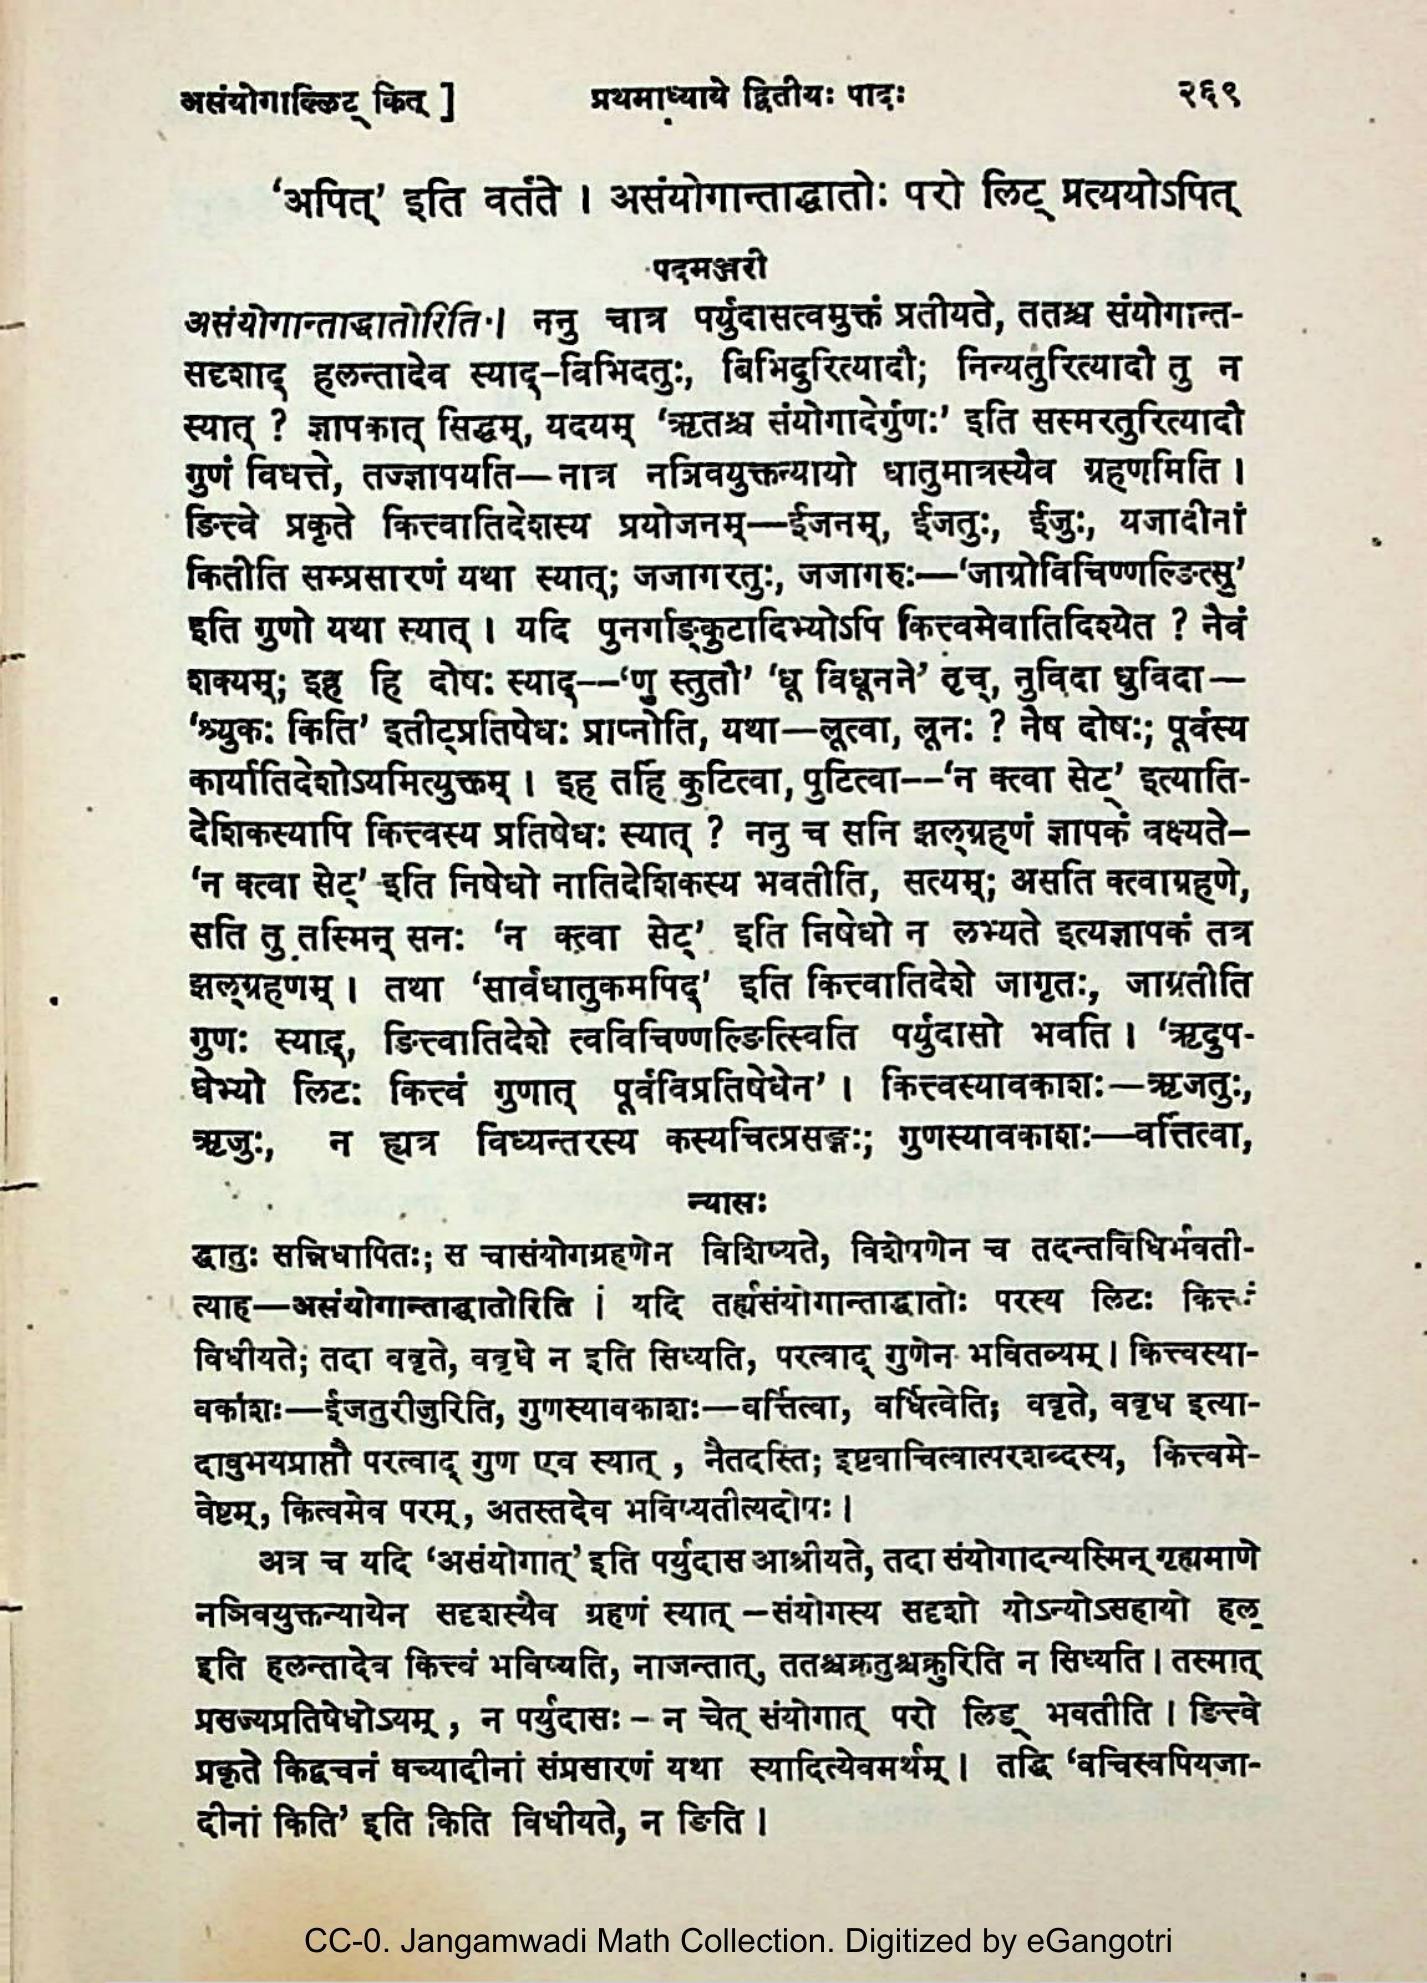 असंयोगाल्लिट् कित् ] प्रथमाध्याये द्वितीयः पादः २६९
‘अपित्’ इति वर्तते । असंयोगान्ताद्धातोः परो लिट् प्रत्ययोऽपित्
पदमञ्जरी
असंयोगान्ताद्धातोरिति । ननु चात्र पर्युदासत्वमुक्तं प्रतीयते, ततश्च संयोगान्त-
सदृशाद् हलन्तादेव स्याद्–विभिदतुः, बिभिदुरित्यादौ; निन्यतुरित्यादौ तु न
स्यात् ? ज्ञापकात् सिद्धम्, यदयम् ‘ऋतश्च संयोगादेर्गुणः’ इति सस्मरतुरित्यादौ
गुणं विधत्ते, तज्ज्ञापयति—नात्र नञिवयुक्तन्यायो धातुमात्रस्यैव ग्रहणमिति ।
ङित्त्वे प्रकृते कित्त्वातिदेशस्य प्रयोजनम्—ईजनम्, ईजतुः, ईजुः, यजादीनां
कितीति सम्प्रसारणं यथा स्यात्; जजागरतुः, जजागरुः—‘जाग्रोविचिण्णल्ङित्सु’
इति गुणो यथा स्यात् । यदि पुनर्गाङ्कुटादिभ्योऽपि कित्त्वमेवातिदिश्येत ? नैवं
शक्यम्; इह हि दोषः स्याद्––‘णु स्तुतौ’ ‘धू विधूनने’ तृच्, नुविदा धुविदा—
‘श्र्युकः किति’ इतीट्प्रतिषेधः प्राप्नोति, यथा—लूत्वा, लूनः ? नैष दोषः; पूर्वस्य
कार्यातिदेशोऽयमित्युक्तम् । इह तर्हि कुटित्वा, पुटित्वा––‘न क्त्वा सेट्’ इत्याति-
देशिकस्यापि कित्त्वस्य प्रतिषेधः स्यात् ? ननु च सनि झल्ग्रहणं ज्ञापकं वक्ष्यते–
‘न क्त्वा सेट्’ इति निषेधो नातिदेशिकस्य भवतीति, सत्यम्; असति क्त्वाग्रहणे,
सति तु तस्मिन् सनः ‘न क्त्वा सेट्’ इति निषेधो न लभ्यते इत्यज्ञापकं तत्र
झल्ग्रहणम् । तथा ‘सार्वधातुकमपिद्’ इति कित्त्वातिदेशे जागृतः, जाग्रतीति
गुणः स्याद्, ङित्त्वातिदेशे त्वविचिण्णल्ङित्स्विति पर्युदासो भवति । ‘ऋदुप-
धेभ्यो लिटः कित्त्वं गुणात् पूर्वविप्रतिषेधेन’ । कित्त्वस्यावकाशः—ऋजतुः,
ऋजुः, न ह्यत्र विध्यन्तरस्य कस्यचित्प्रसङ्गः; गुणस्यावकाशः—वर्त्तित्वा,
न्यासः
द्धातुः सन्निधापितः; स चासंयोगग्रहणेन विशिष्यते, विशेषणेन च तदन्तविधिर्भवती-
त्याह—असंयोगान्ताद्धातोरिति । यदि तर्ह्यसंयोगान्ताद्धातोः परस्य लिटः कित्त्वं
विधीयते; तदा ववृते, ववृधे न इति सिध्यति, परत्वाद् गुणेन भवितव्यम् । कित्त्वस्या-
वकाशः—ईजतुरीजुरिति, गुणस्यावकाशः—वर्त्तित्वा, वर्धित्वेति; ववृते, ववृध इत्या-
दावुभयप्राप्तौ परत्वाद् गुण एव स्यात् , नैतदस्ति; इष्टवाचित्वात्परशब्दस्य, कित्त्वमे-
वेष्टम्, कित्वमेव परम्, अतस्तदेव भविष्यतीत्यदोषः ।
अत्र च यदि ‘असंयोगात्’ इति पर्युदास आश्रीयते, तदा संयोगादन्यस्मिन् गृह्यमाणे
नञिवयुक्तन्यायेन सदृशस्यैव ग्रहणं स्यात् –संयोगस्य सदृशो योऽन्योऽसहायो हल्
इति हलन्तादेव कित्त्वं भविष्यति, नाजन्तात्, ततश्चक्रतुश्चक्रुरिति न सिध्यति । तस्मात्
प्रसज्यप्रतिषेधोऽयम् , न पर्युदासः – न चेत् संयोगात् परो लिड् भवतीति । ङित्त्वे
प्रकृते किद्वचनं वच्यादीनां संप्रसारणं यथा स्यादित्येवमर्थम् । तद्धि ‘वचिस्वपियजा-
दीनां किति’ इति किति विधीयते, न ङिति ।
CC-0. Jangamwadi Math Collection. Digitized by eGangotri